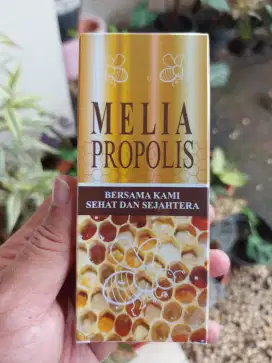 MELIA
PROPOLIS
BERSAMA KAMI
SEHAT DAN SEJAHTERA